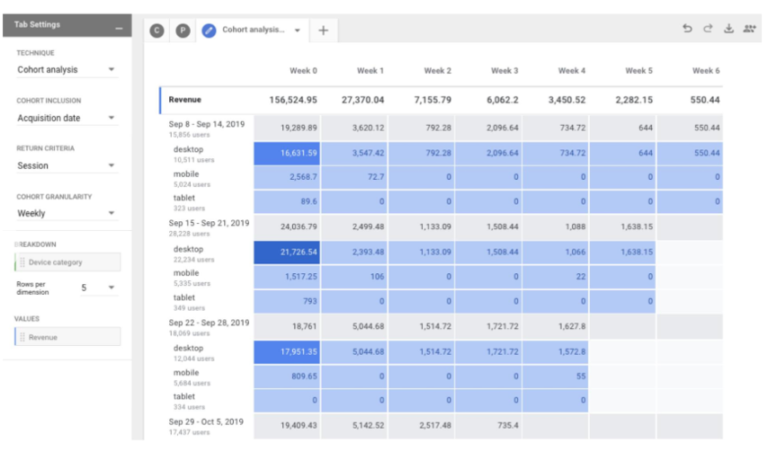 Tab Settings
TECHNIQUE
Cohort analysis
COHORT INCLUSION
Acquisition date
RETURN CRITERIA
Session
COHORT GRANULARITY
Weekly
BREAKDOWN
Device category
Rows per dimension 5
VALUES
Revenue
C P Cohort analysis... +
Week 0 Week 1 Week 2 Week 3 Week 4 Week 5 Week 6
Revenue 156,524.95 27,370.04 7,155.79 6,062.2 3,450.52 2,282.15 550.44
Sep 8 - Sep 14, 2019 19,289.89 3,620.12 792.28 2,096.64 734.72 644 550.44
15,856 users
desktop 16,631.59 3,547.42 792.28 2,096.64 734.72 644 550.44
10,511 users
mobile 2,568.7 72.7 0 0 0 0 0
5,024 users
tablet 89.6 0 0 0 0 0 0
323 users
Sep 15 - Sep 21, 2019 24,036.79 2,499.48 1,133.09 1,508.44 1,088 1,638.15
28,228 users
desktop 21,726.54 2,393.48 1,133.09 1,508.44 1,066 1,638.15
22,234 users
mobile 1,517.25 106 0 0 22 0
5,335 users
tablet 793 0 0 0 0 0
349 users
Sep 22 - Sep 28, 2019 18,761 5,044.68 1,514.72 1,721.72 1,627.8
18,069 users
desktop 17,951.35 5,044.68 1,514.72 1,721.72 1,572.8
12,044 users
mobile 809.65 0 0 0 55
5,684 users
tablet 0 0 0 0 0
334 users
Sep 29 - Oct 5, 2019 19,409.43 5,142.52 2,517.48 735.4
17,437 users